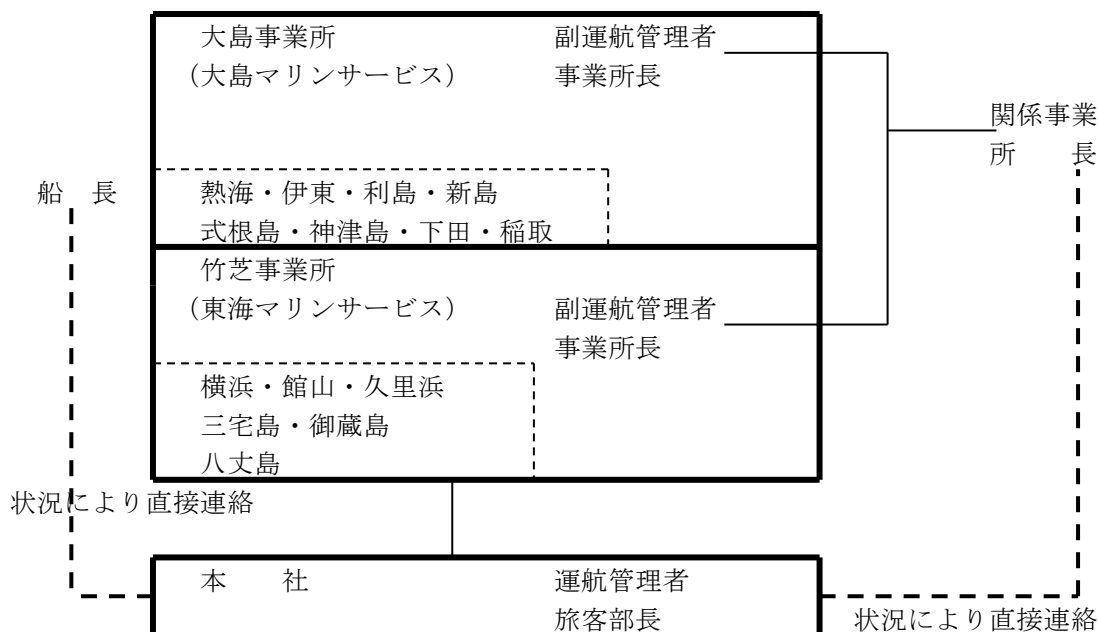 大島事業所　副運航管理者
（大島マリンサービス）　事業所長
関係事業
所　長
船　長
熱海・伊東・利島・新島
式根島・神津島・下田・稲取
竹芝事業所
（東海マリンサービス）　副運航管理者
事業所長
横浜・館山・久里浜
三宅島・御蔵島
八丈島
状況により直接連絡
本　社　運航管理者
旅客部長
状況により直接連絡